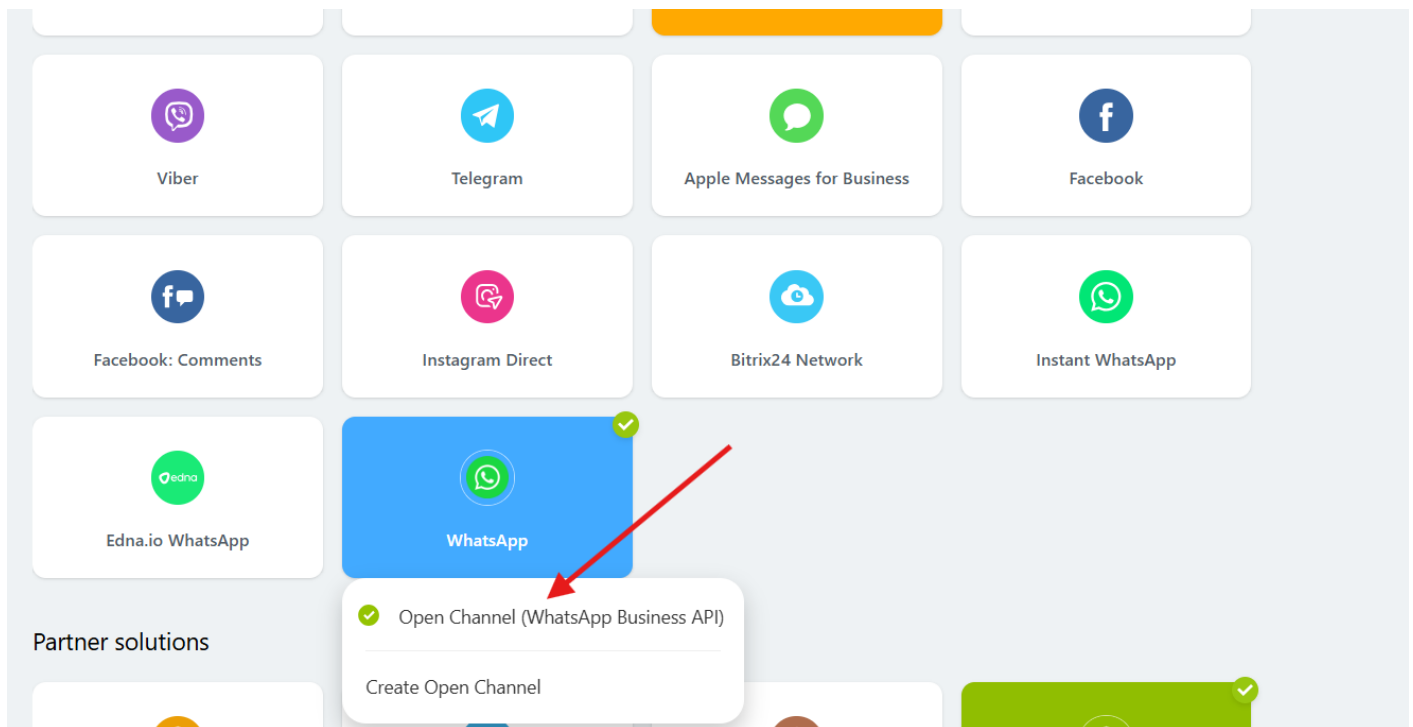 Viber
Telegram
Apple Messages for Business
Facebook
Facebook: Comments
Instagram Direct
Bitrix24 Network
Instant WhatsApp
edna
Edna.io WhatsApp
WhatsApp
Open Channel (WhatsApp Business API)
Partner solutions
Create Open Channel